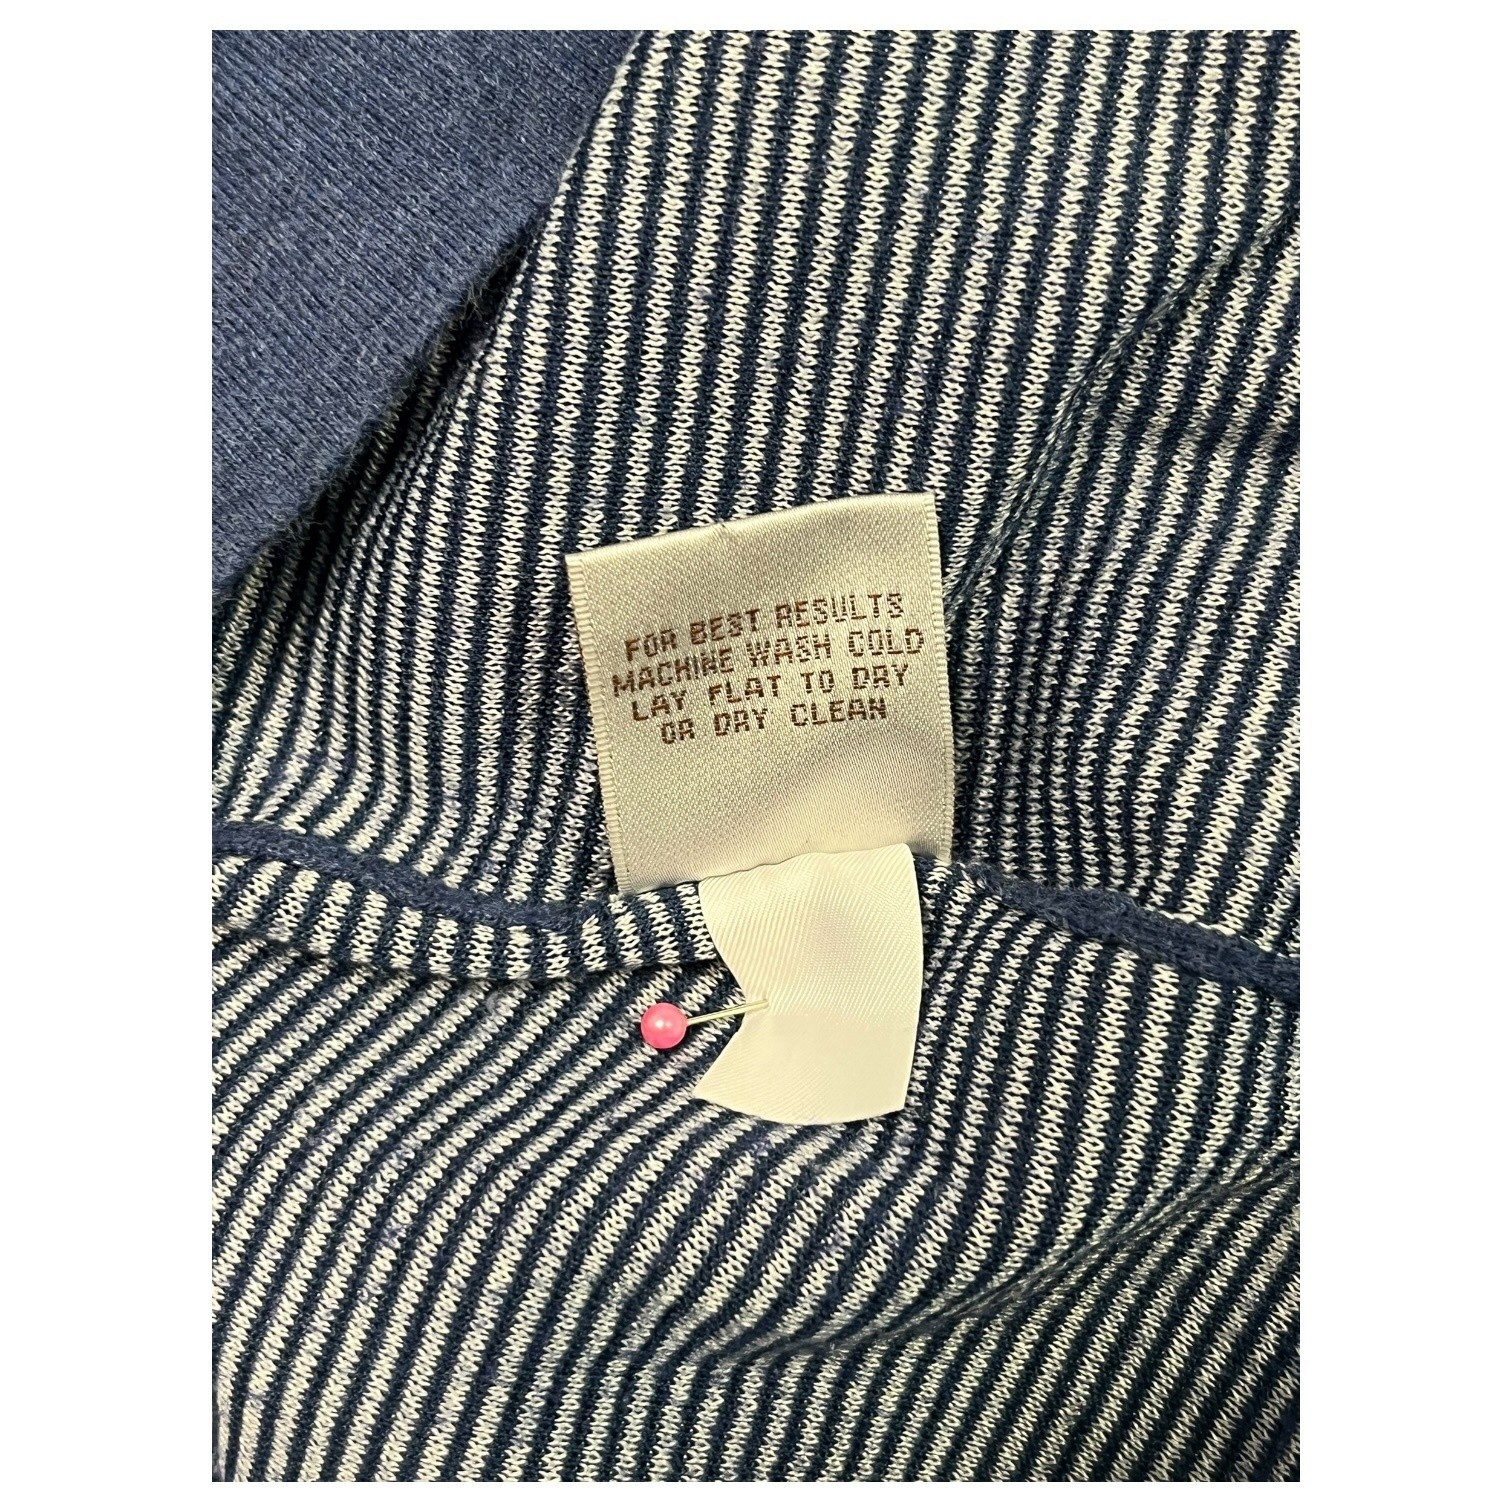 FOR BEST RESULTS
MACHINE WASH COLD
LAY FLAT TO DRY
OR DRY CLEAN